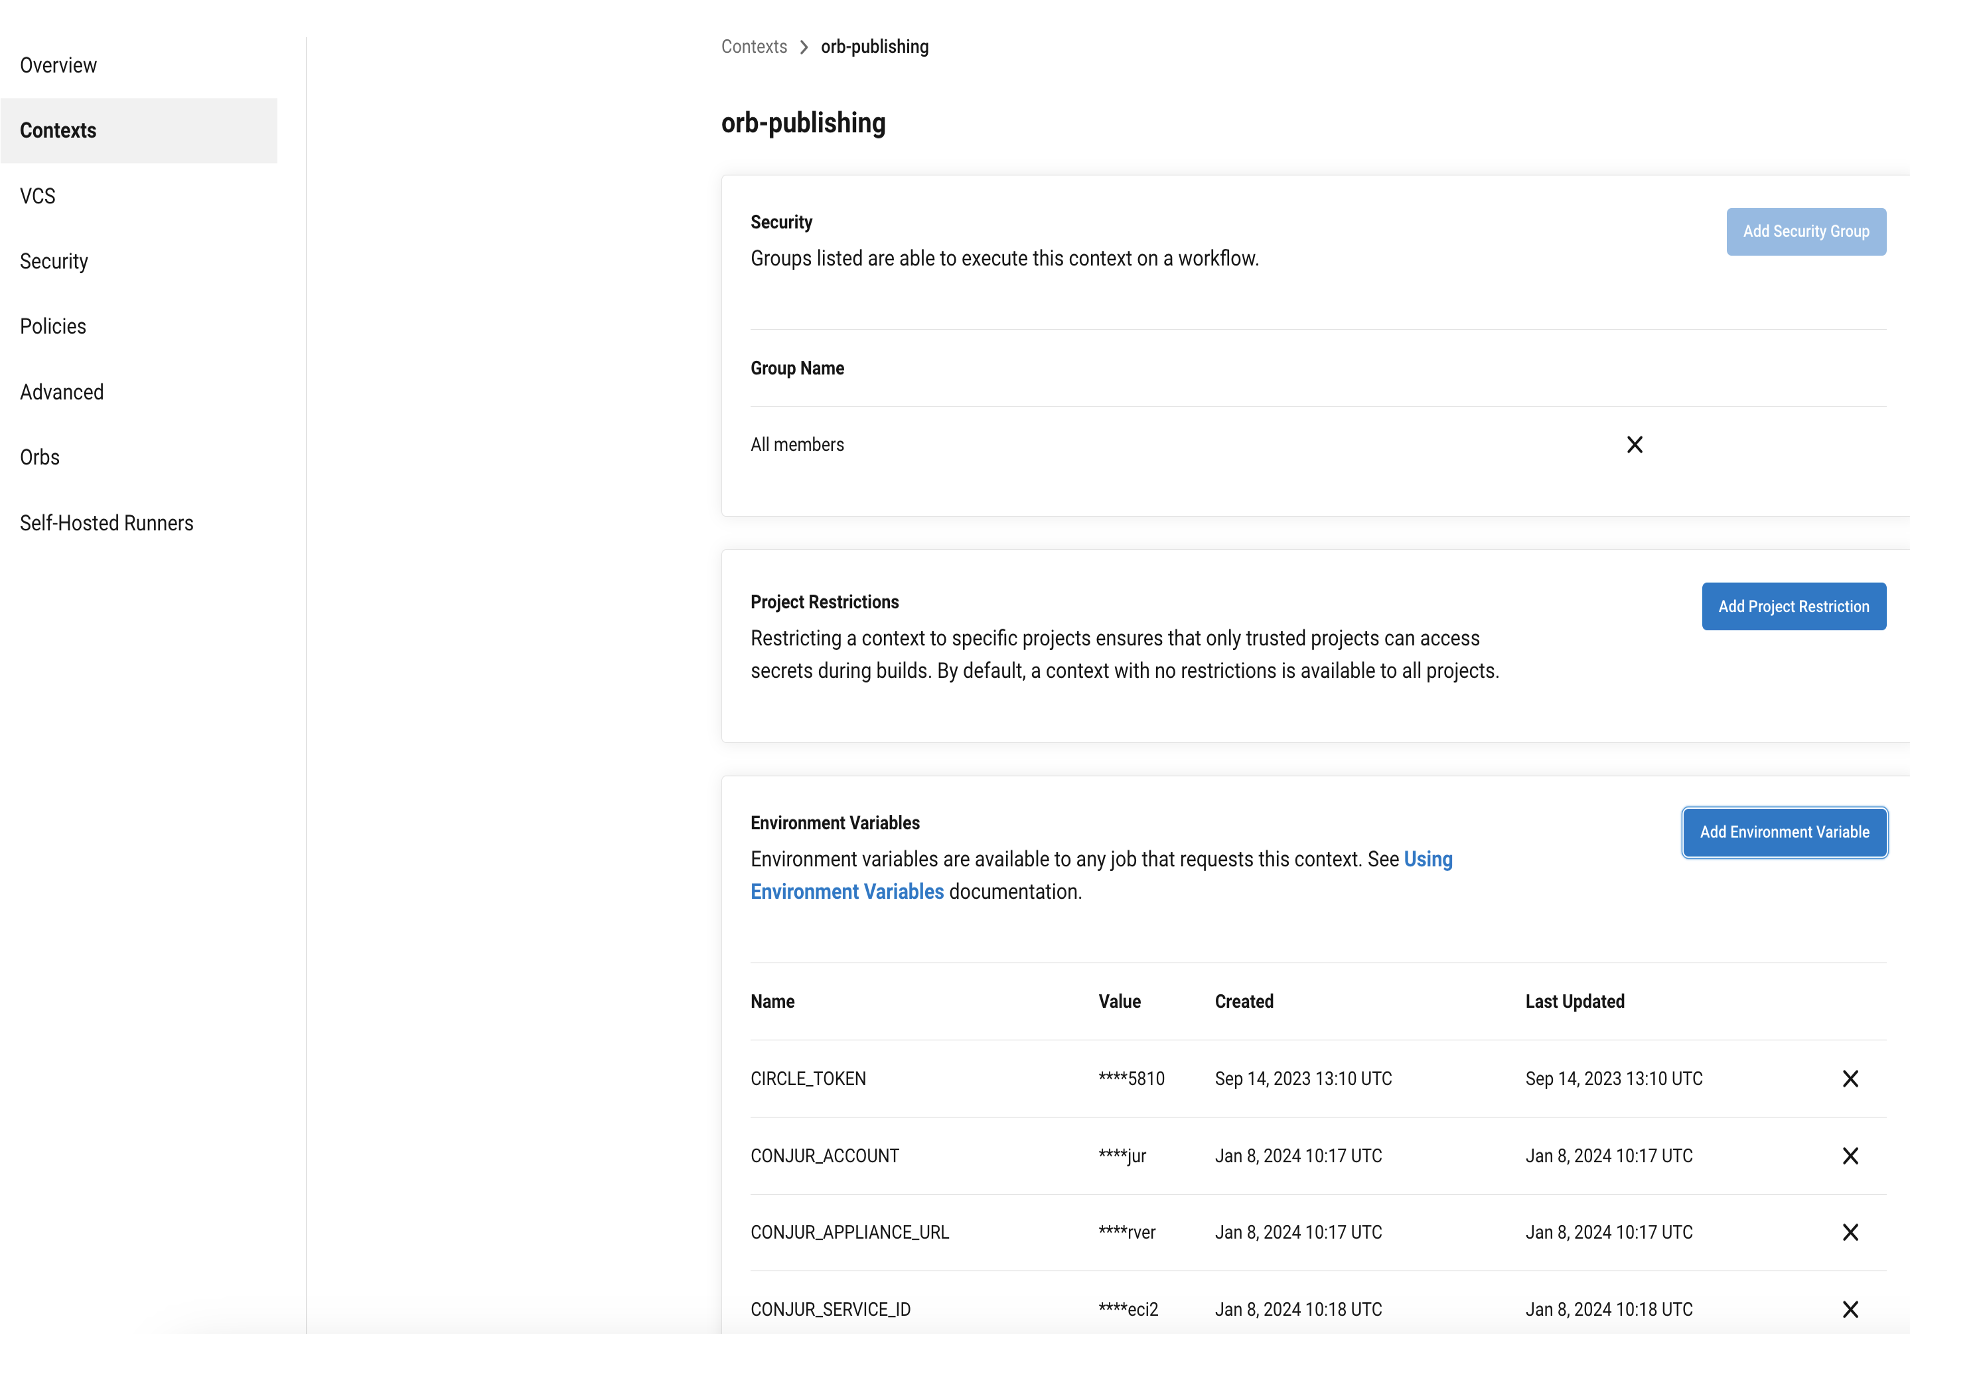 Overview
Contexts
VCS
Security
Policies
Advanced
Orbs
Self-Hosted Runners
Contexts > orb-publishing
orb-publishing
Security
Add Security Group
Groups listed are able to execute this context on a workflow.
Group Name
All members
Project Restrictions
Add Project Restriction
Restricting a context to specific projects ensures that only trusted projects can access
secrets during builds. By default, a context with no restrictions is available to all projects.
Environment Variables
Add Environment Variable
Environment variables are available to any job that requests this context. See Using
Environment Variables documentation.
Name Value Created Last Updated
CIRCLE_TOKEN ****5810 Sep 14, 2023 13:10 UTC Sep 14, 2023 13:10 UTC
CONJUR_ACCOUNT ****jur Jan 8, 2024 10:17 UTC Jan 8, 2024 10:17 UTC
CONJUR_APPLIANCE_URL ****rver Jan 8, 2024 10:17 UTC Jan 8, 2024 10:17 UTC
CONJUR_SERVICE_ID ****eci2 Jan 8, 2024 10:18 UTC Jan 8, 2024 10:18 UTC